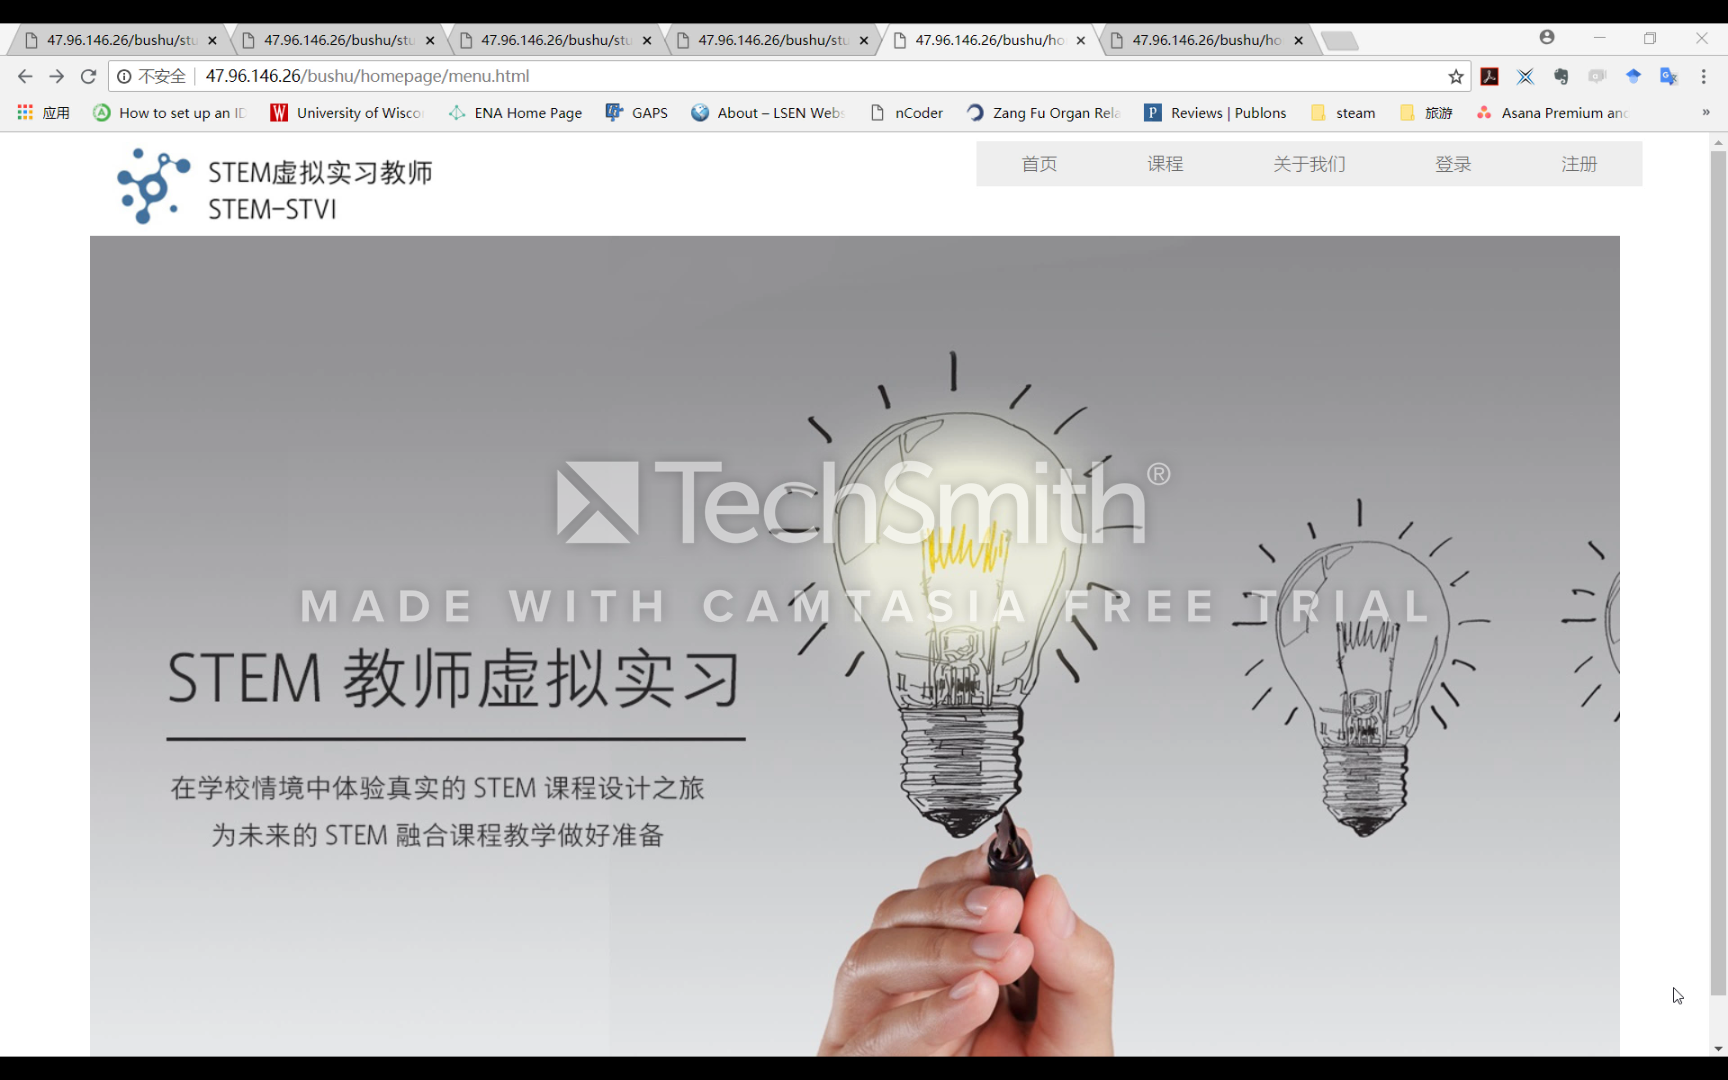 47.96.146.26/bushu/stu
47.96.146.26/bushu/stu
47.96.146.26/bushu/stu
47.96.146.26/bushu/stu
47.96.146.26/bushu/ho
47.96.146.26/bushu/ho
不安全 47.96.146.26/bushu/homepage/menu.html
应用 How to set up an ID University of Wisco ENA Home Page GAPS About – LSEN Webs nCoder Zang Fu Organ Rela Reviews | Publons steam 旅游 Asana Premium and »
STEM虚拟实习教师
STEM-STVI
首页 课程 关于我们 登录 注册
TechSmith®
MADE WITH CAMTASIA FREE TRIAL
STEM 教师虚拟实习
在学校情境中体验真实的 STEM 课程设计之旅
为未来的 STEM 融合课程教学做好准备